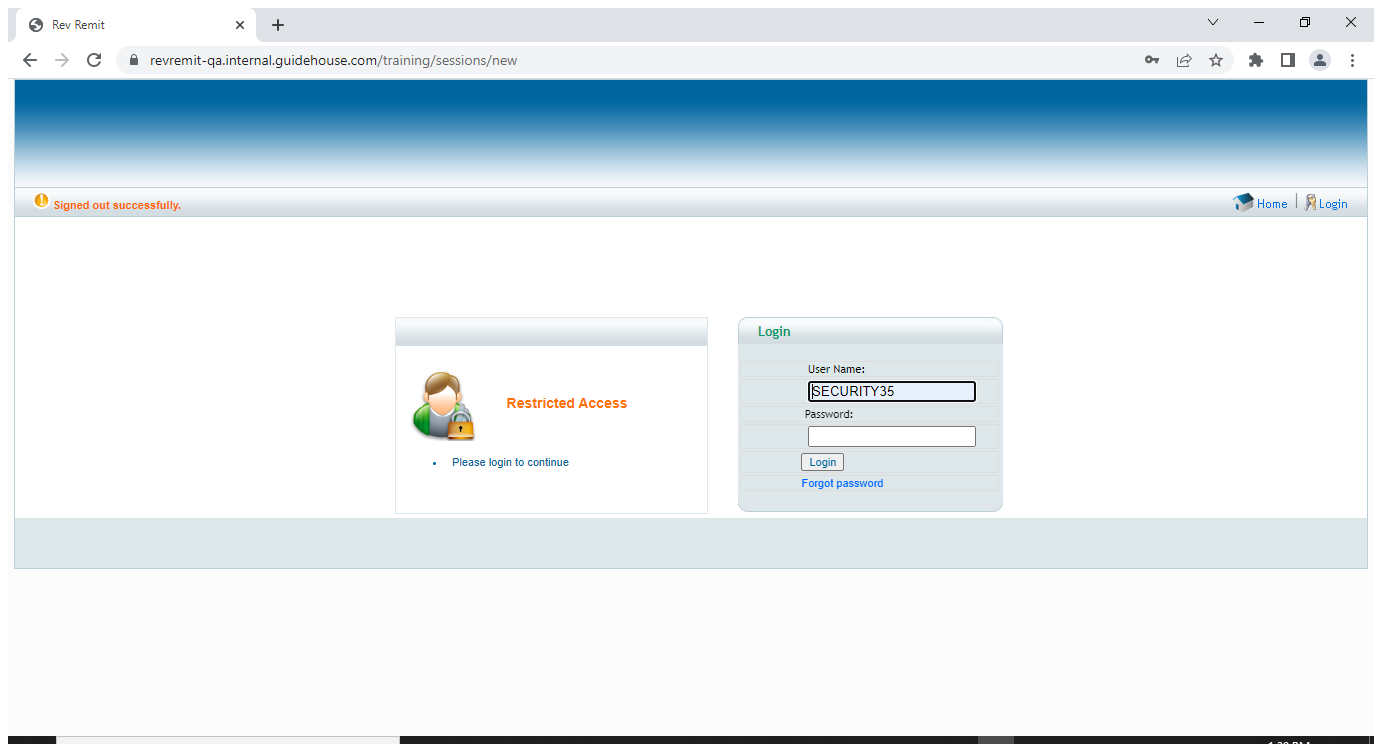 Rev Remit
revremit-qa.internal.guidehouse.com/training/sessions/new
Signed out successfully.
Home
Login
Login
User Name:
SECURITY35
Restricted Access
Password:
Please login to continue
Login
Forgot password